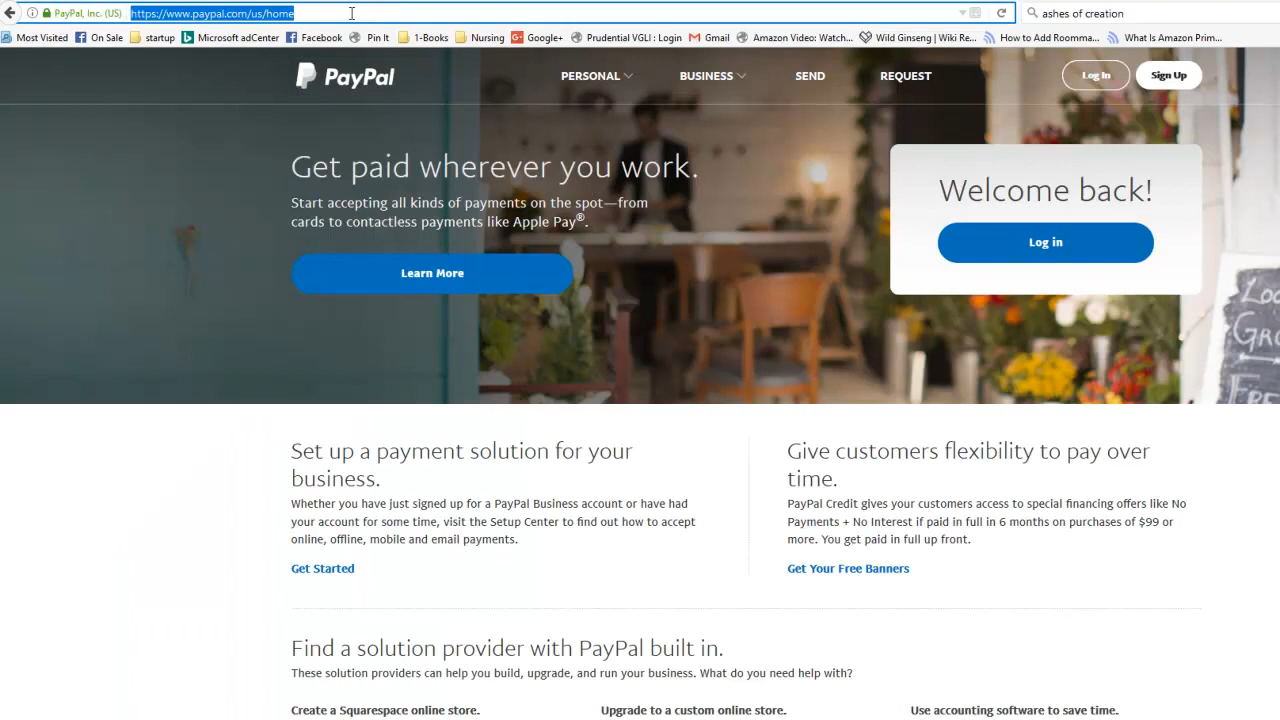 PayPal, Inc. (US)
https://www.paypal.com/us/home
ashes of creation
Most Visited
On Sale
startup
Microsoft adCenter
Facebook
Pin It
1-Books
Nursing
Google+
Prudential VGLI : Login
Gmail
Amazon Video: Watch...
Wild Ginseng | Wiki Re...
How to Add Roomma...
What Is Amazon Prim...
PayPal
PERSONAL
BUSINESS
SEND
REQUEST
Log In
Sign Up
Get paid wherever you work.
Start accepting all kinds of payments on the spot—from
cards to contactless payments like Apple Pay®.
Learn More
Welcome back!
Log in
Set up a payment solution for your
business.
Whether you have just signed up for a PayPal Business account or have had
your account for some time, visit the Setup Center to find out how to accept
online, offline, mobile and email payments.
Get Started
Give customers flexibility to pay over
time.
PayPal Credit gives your customers access to special financing offers like No
Payments + No Interest if paid in full in 6 months on purchases of $99 or
more. You get paid in full up front.
Get Your Free Banners
Find a solution provider with PayPal built in.
These solution providers can help you build, upgrade, and run your business. What do you need help with?
Create a Squarespace online store.
Upgrade to a custom online store.
Use accounting software to save time.